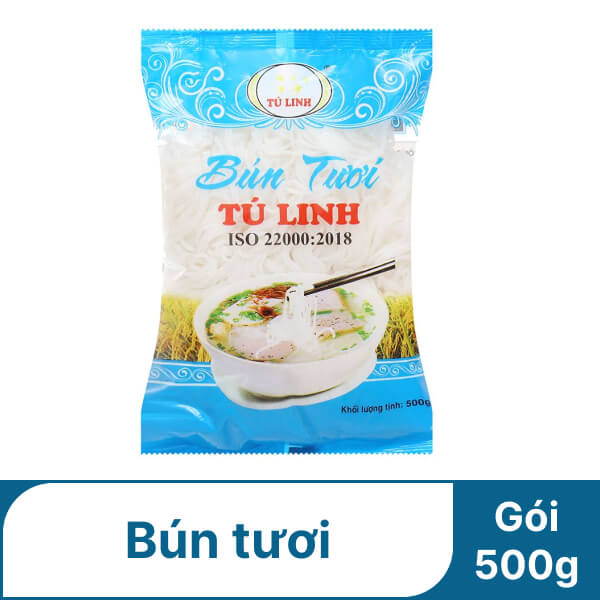 TÚ LINH
Bún Tươi
TÚ LINH
ISO 22000:2018
Khối lượng tịnh: 500g
Bún tươi
Gói
500g